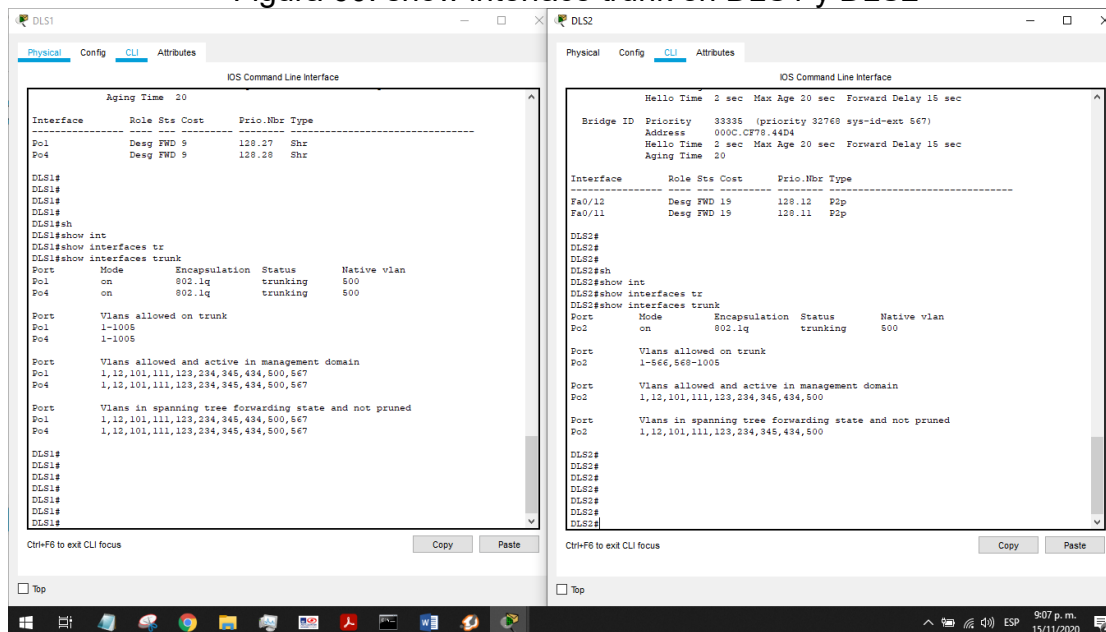 DLS1
Physical Config CLI Attributes
IOS Command Line Interface
Aging Time 20
Interface Role Sts Cost Prio.Nbr Type
---------------- ---- --- --------- -------- --------------------------------
Po1 Desg FWD 9 128.27 Shr
Po4 Desg FWD 9 128.28 Shr
DLS1#
DLS1#
DLS1#
DLS1#
DLS1#sh
DLS1#show int
DLS1#show interfaces tr
DLS1#show interfaces trunk
Port Mode Encapsulation Status Native vlan
Po1 on 802.1q trunking 500
Po4 on 802.1q trunking 500
Port Vlans allowed on trunk
Po1 1-1005
Po4 1-1005
Port Vlans allowed and active in management domain
Po1 1,12,101,111,123,234,345,434,500,567
Po4 1,12,101,111,123,234,345,434,500,567
Port Vlans in spanning tree forwarding state and not pruned
Po1 1,12,101,111,123,234,345,434,500,567
Po4 1,12,101,111,123,234,345,434,500,567
DLS1#
DLS1#
DLS1#
DLS1#
DLS1#
DLS1#
Ctrl+F6 to exit CLI focus
Copy Paste
Top
DLS2
Physical Config CLI Attributes
IOS Command Line Interface
Hello Time 2 sec Max Age 20 sec Forward Delay 15 sec
Bridge ID Priority 33335 (priority 32768 sys-id-ext 567)
Address 000C.CF78.44D4
Hello Time 2 sec Max Age 20 sec Forward Delay 15 sec
Aging Time 20
Interface Role Sts Cost Prio.Nbr Type
---------------- ---- --- --------- -------- --------------------------------
Fa0/12 Desg FWD 19 128.12 P2p
Fa0/11 Desg FWD 19 128.11 P2p
DLS2#
DLS2#
DLS2#
DLS2#sh
DLS2#show int
DLS2#show interfaces tr
DLS2#show interfaces trunk
Port Mode Encapsulation Status Native vlan
Po2 on 802.1q trunking 500
Port Vlans allowed on trunk
Po2 1-566,568-1005
Port Vlans allowed and active in management domain
Po2 1,12,101,111,123,234,345,434,500
Port Vlans in spanning tree forwarding state and not pruned
Po2 1,12,101,111,123,234,345,434,500
DLS2#
DLS2#
DLS2#
DLS2#
DLS2#
DLS2#
DLS2#
Ctrl+F6 to exit CLI focus
Copy Paste
Top
ESP
9:07 p. m.
15/11/2020